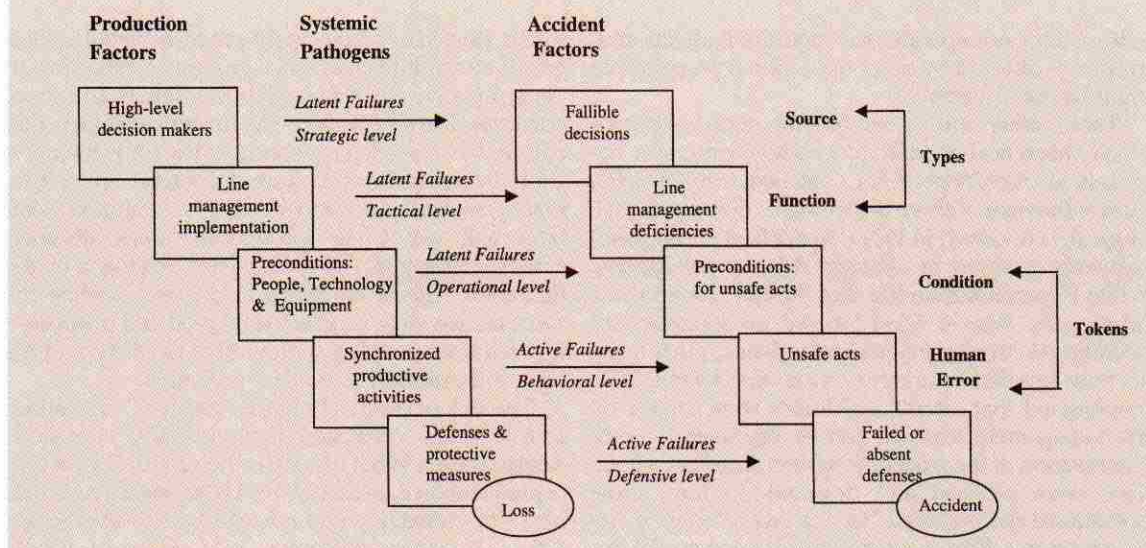 Production
Factors
Systemic
Pathogens
Accident
Factors
High-level
decision makers
Latent Failures
Strategic level
Fallible
decisions
Source
Types
Line
management
implementation
Latent Failures
Tactical level
Line
management
deficiencies
Function
Preconditions:
People, Technology
& Equipment
Latent Failures
Operational level
Preconditions:
for unsafe acts
Condition
Tokens
Synchronized
productive
activities
Active Failures
Behavioral level
Unsafe acts
Human
Error
Defenses &
protective
measures
Active Failures
Defensive level
Failed or
absent
defenses
Loss
Accident